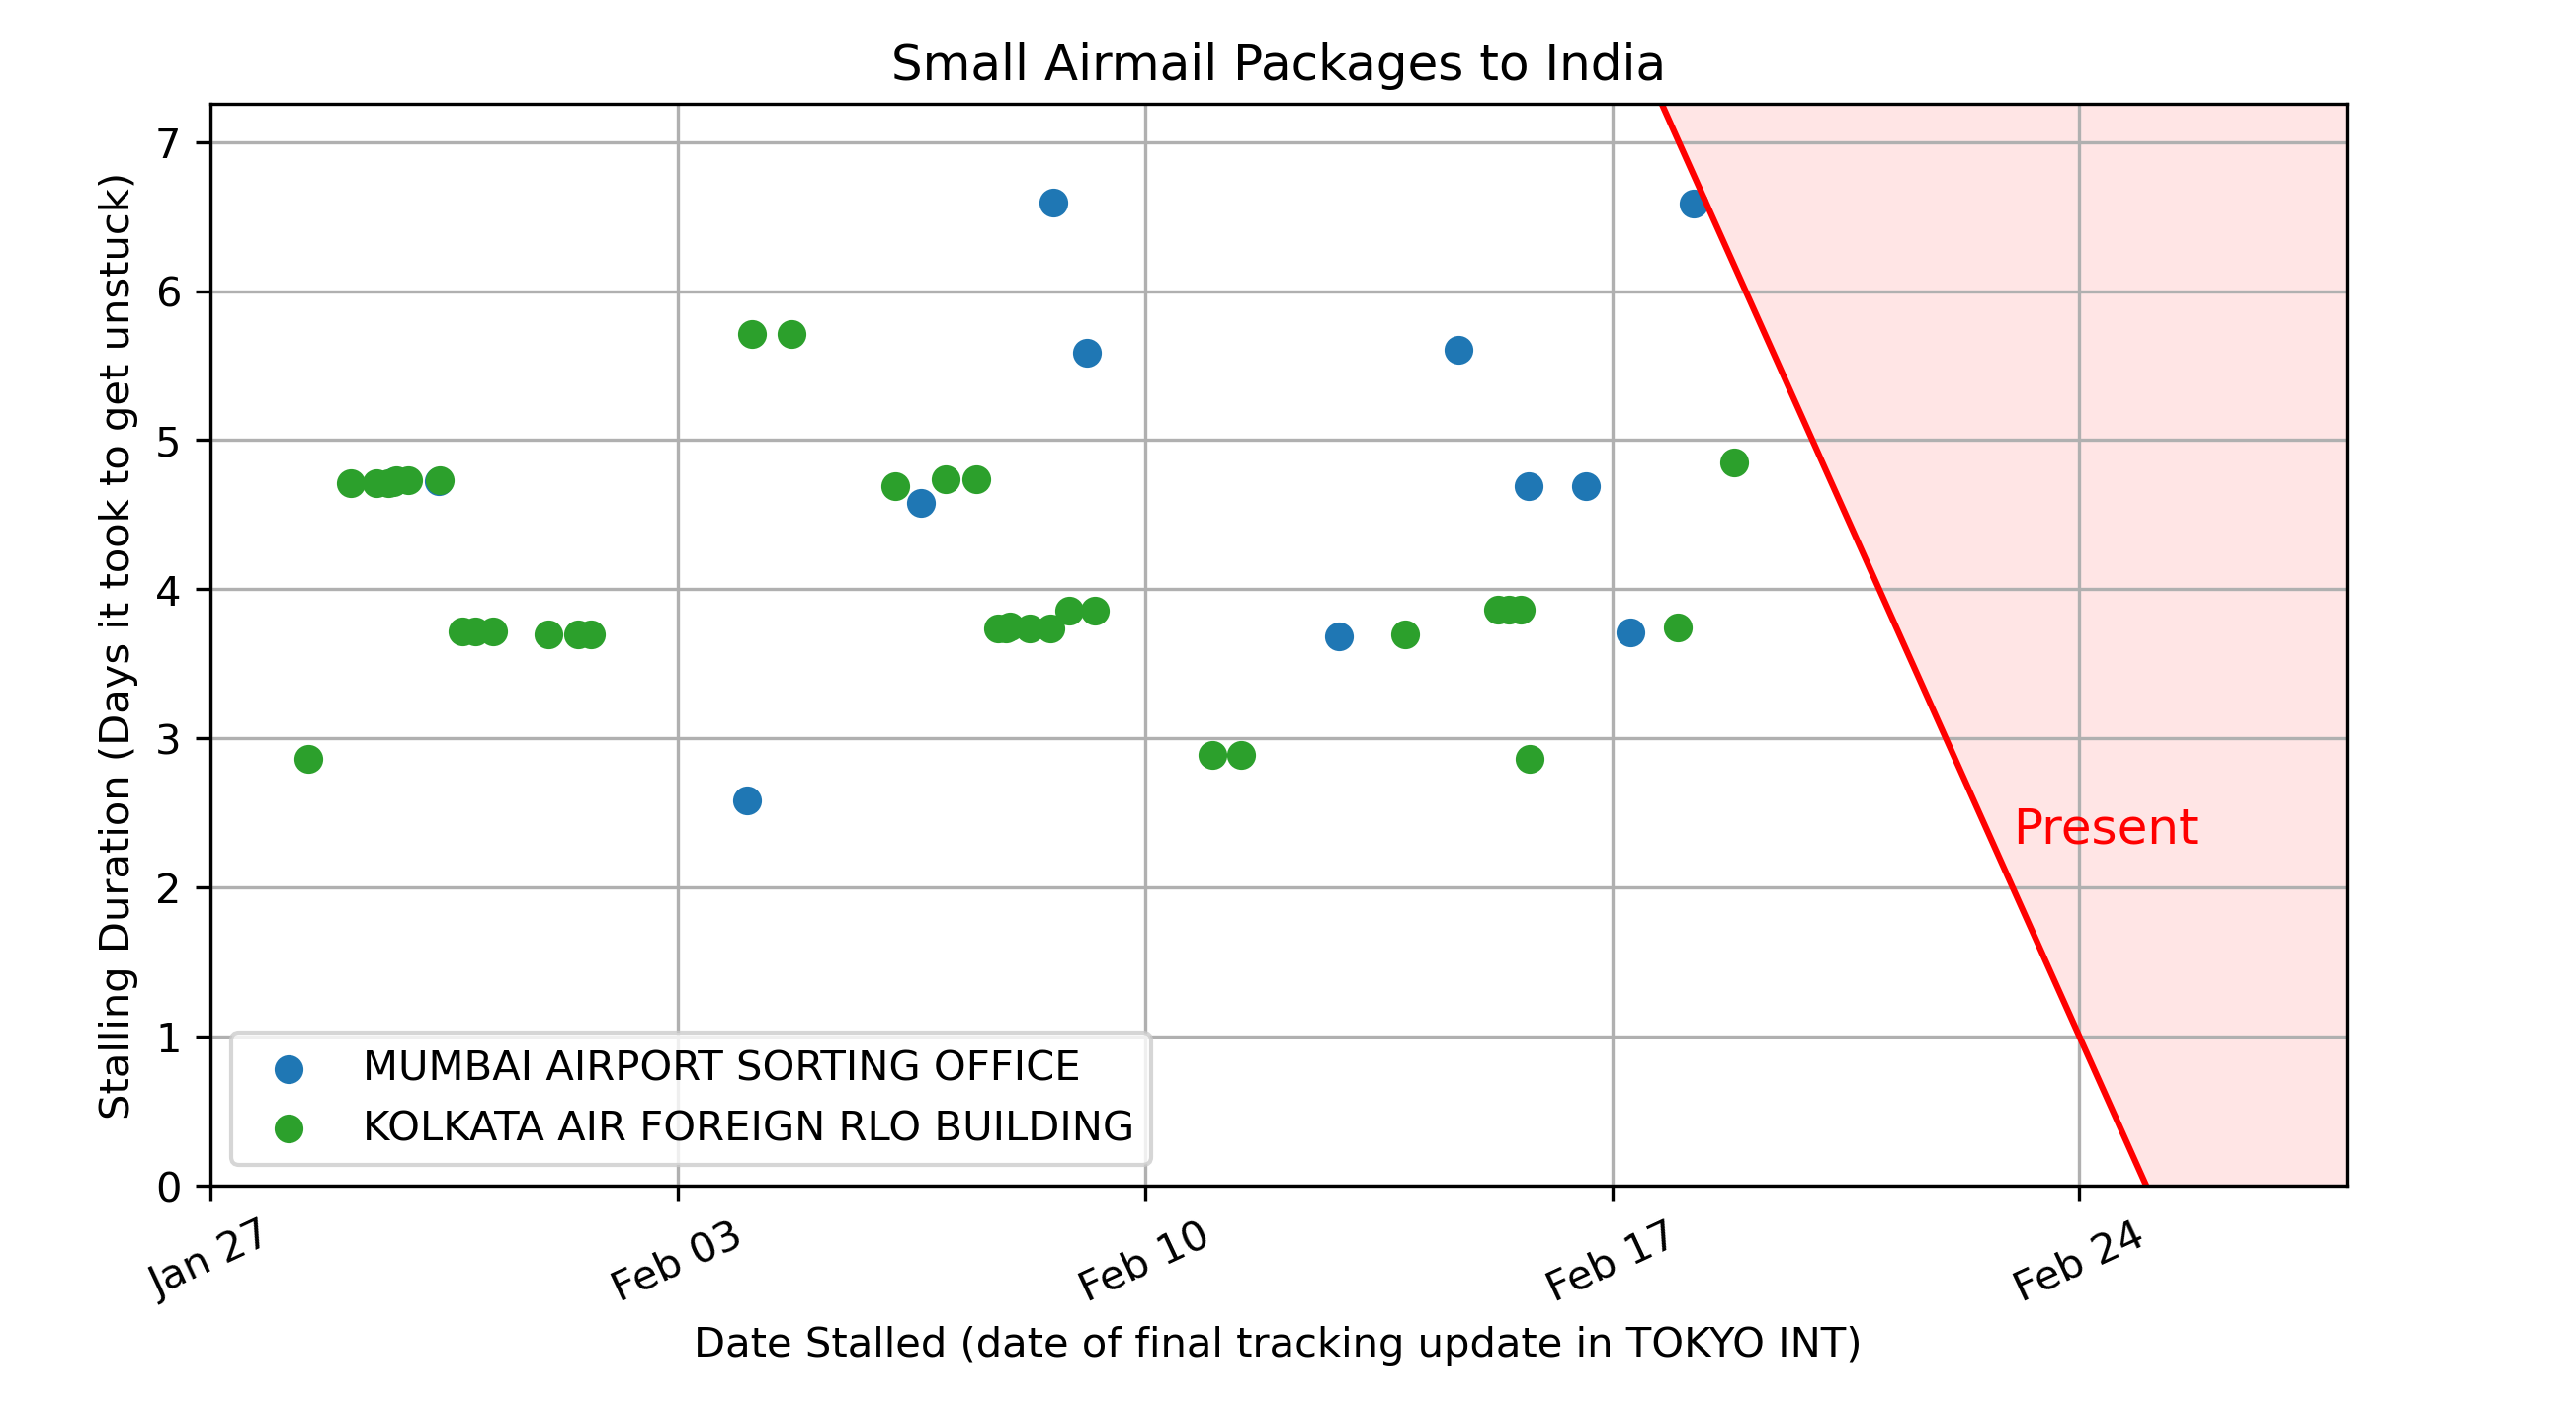 Small Airmail Packages to India
Stalling Duration (Days it took to get unstuck)
7
6
5
4
3
2
1
0
Present
MUMBAI AIRPORT SORTING OFFICE
KOLKATA AIR FOREIGN RLO BUILDING
Jan 27
Feb 03
Feb 10
Feb 17
Feb 24
Date Stalled (date of final tracking update in TOKYO INT)